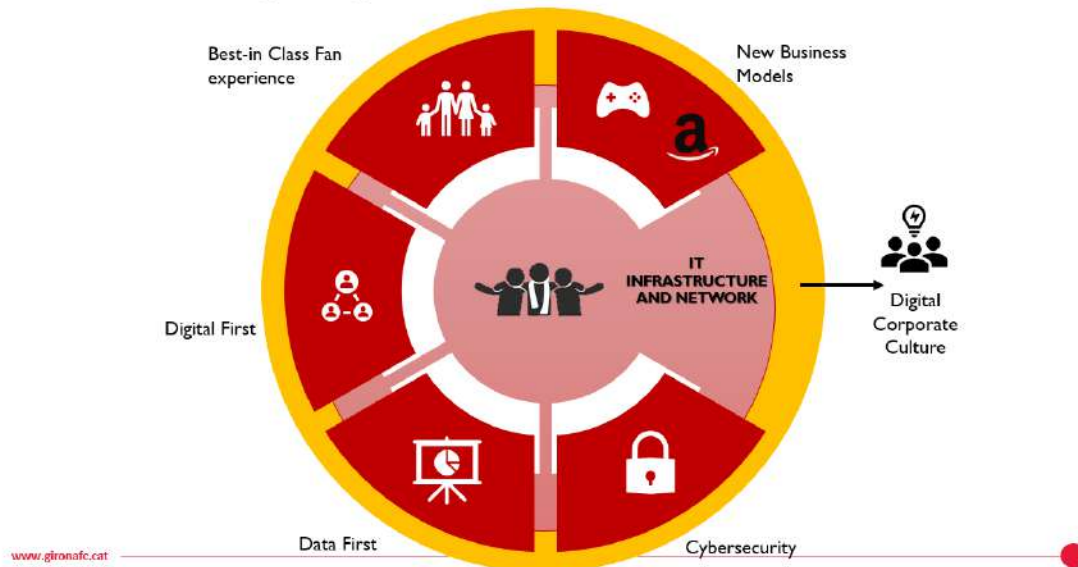 Best-in Class Fan
experience
New Business
Models
a
IT
INFRASTRUCTURE
AND NETWORK
Digital First
Digital
Corporate
Culture
Data First
Cybersecurity
www.gironafc.cat